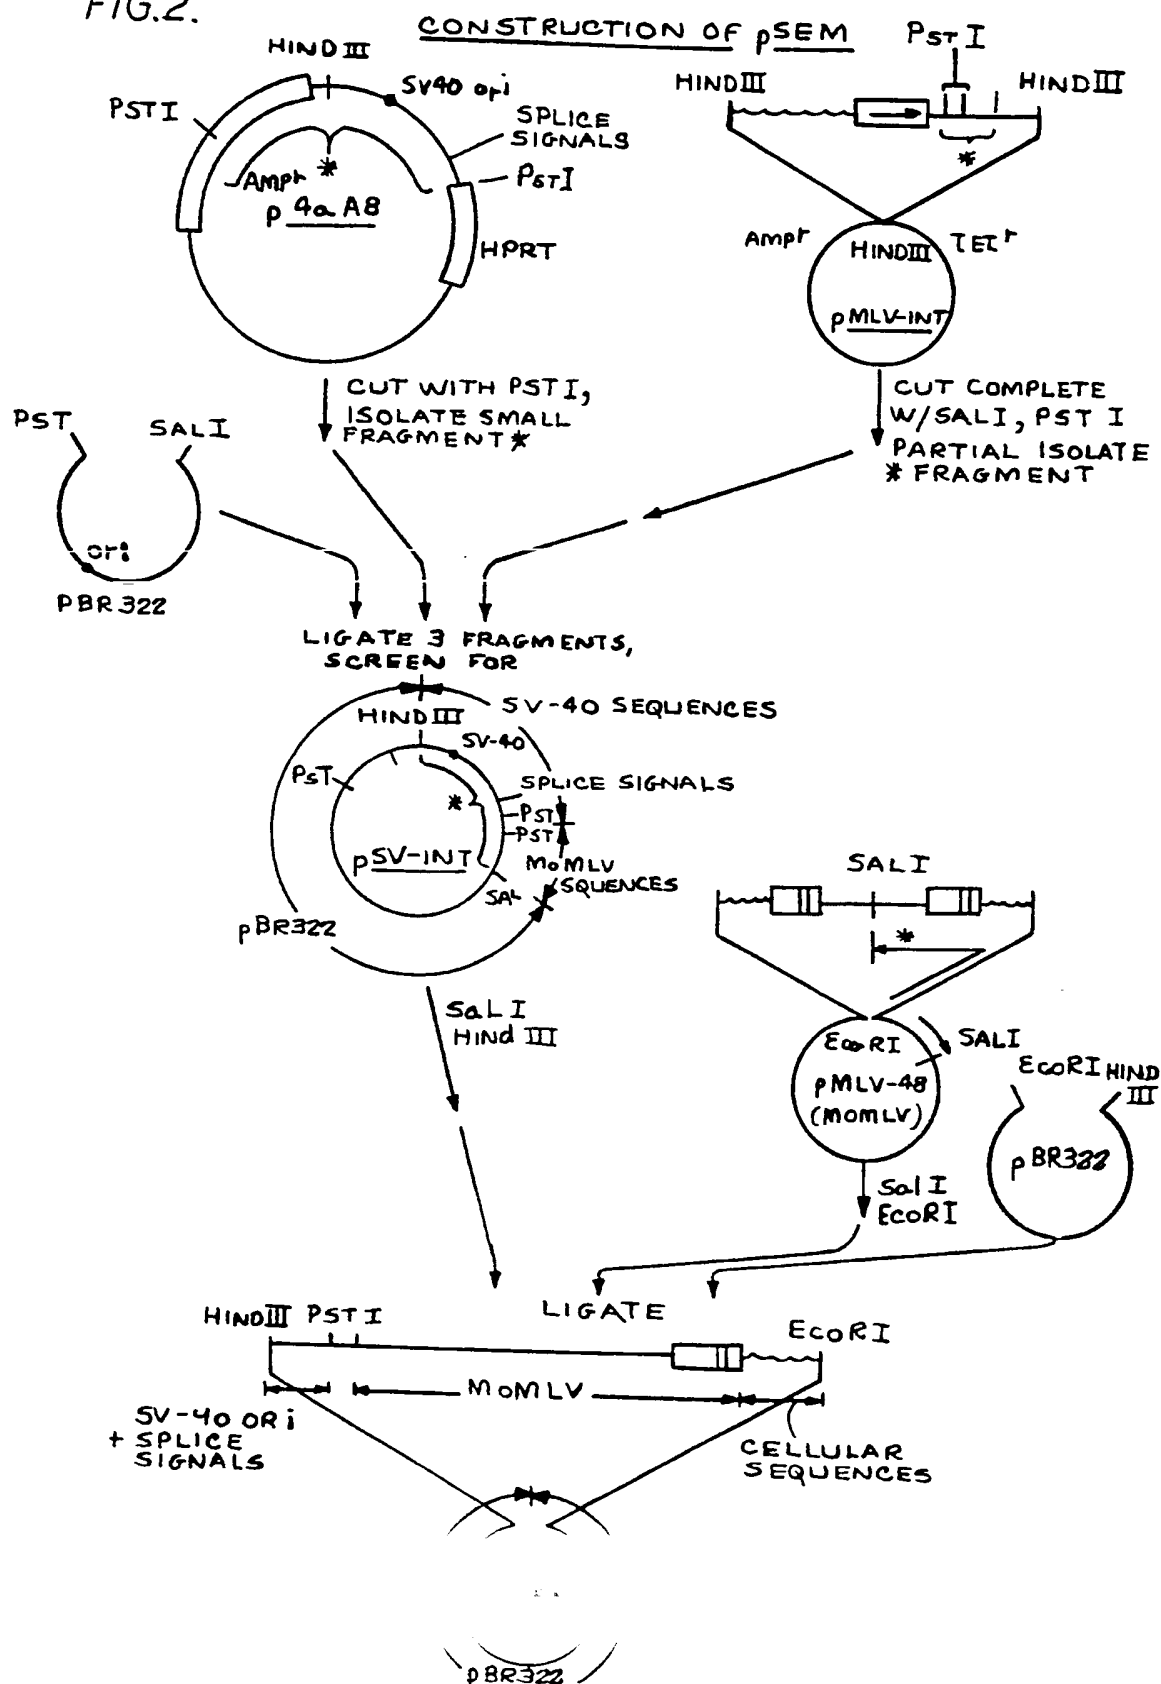 FIG.2.
CONSTRUCTION OF pSEM
HIND III
SV40 ori
PST I
SPLICE
SIGNALS
Ampr *
PST I
p 4a A8
HPRT
PST I
HIND III
HIND III
*
Ampr
HIND III
TETr
pMLV-INT
CUT WITH PST I,
ISOLATE SMALL
FRAGMENT *
CUT COMPLETE
W/SALI, PST I
PARTIAL ISOLATE
* FRAGMENT
PST
SALI
ori
PBR322
LIGATE 3 FRAGMENTS,
SCREEN FOR
SV-40 SEQUENCES
HIND III
SV-40
PST
SPLICE SIGNALS
*
PST
PST
pSV-INT
MoMLV
SQUENCES
SAL
pBR322
SALI
*
SaL I
HINd III
EcoRI
SALI
pMLV-48
(MOMLV)
EcoRI
HIND
III
pBR322
Sal I
EcoRI
LIGATE
HIND III PST I
EcoRI
MoMLV
SV-40 ORi
+ SPLICE
SIGNALS
CELLULAR
SEQUENCES
pBR322